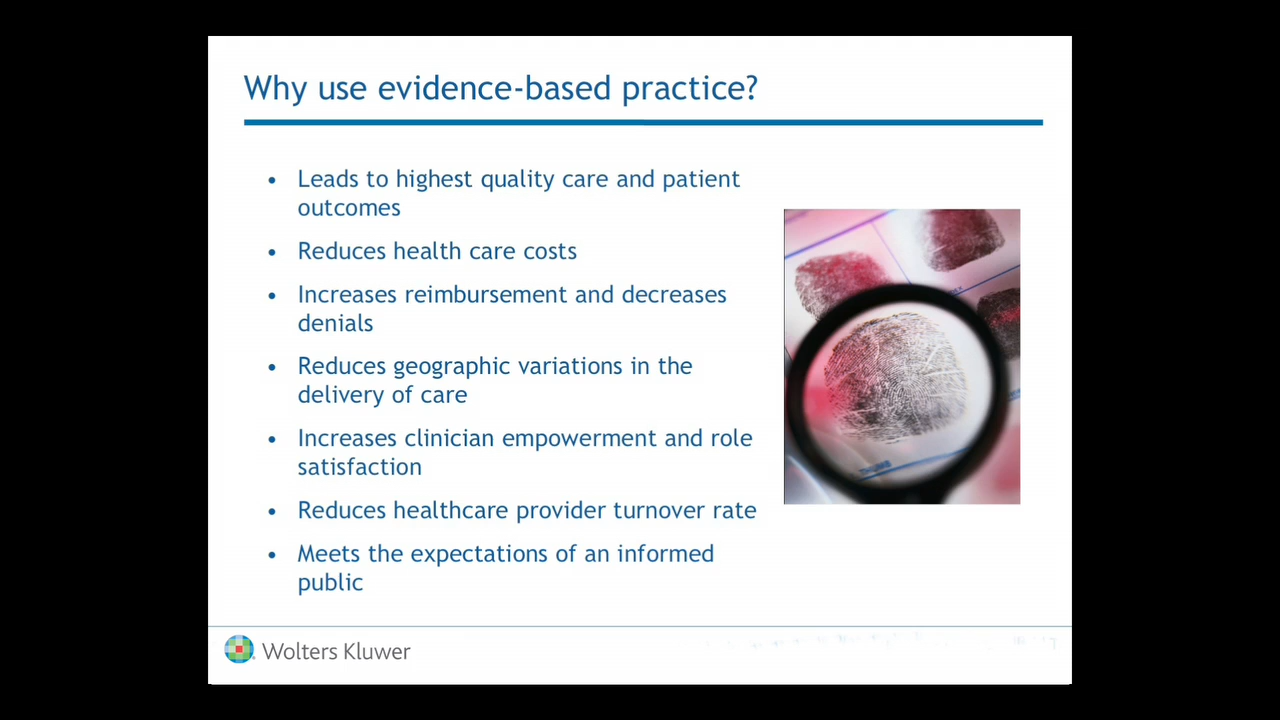 Why use evidence-based practice?
• Leads to highest quality care and patient
outcomes
• Reduces health care costs
• Increases reimbursement and decreases
denials
• Reduces geographic variations in the
delivery of care
• Increases clinician empowerment and role
satisfaction
• Reduces healthcare provider turnover rate
• Meets the expectations of an informed
public
Wolters Kluwer